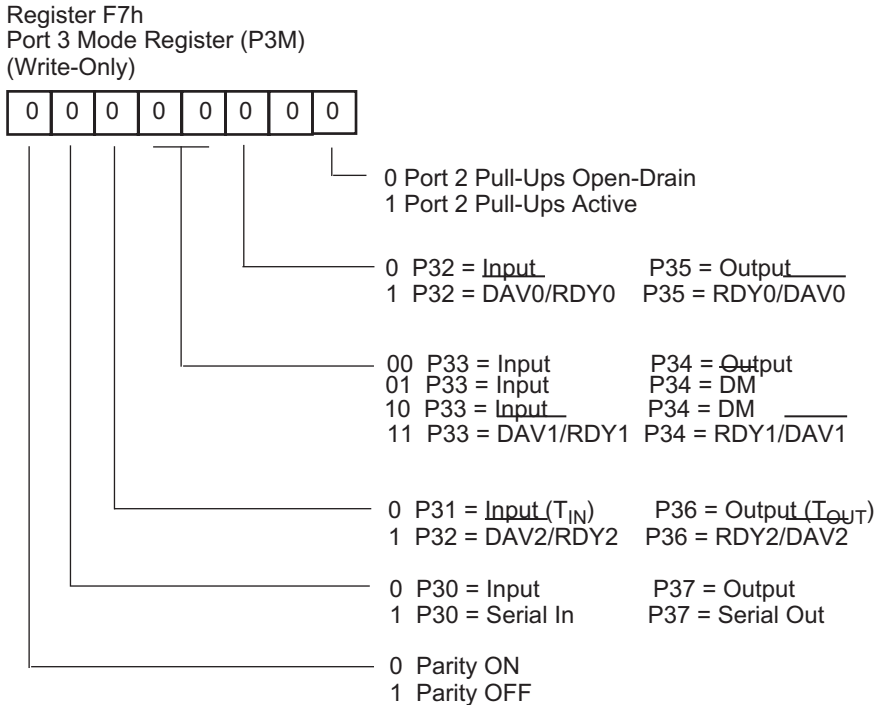 Register F7h
Port 3 Mode Register (P3M)
(Write-Only)
0 0 0 0 0 0 0 0
0 Port 2 Pull-Ups Open-Drain
1 Port 2 Pull-Ups Active
0 P32 = Input P35 = Output
1 P32 = DAV0/RDY0 P35 = RDY0/DAV0
00 P33 = Input P34 = Output
01 P33 = Input P34 = DM
10 P33 = Input P34 = DM
11 P33 = DAV1/RDY1 P34 = RDY1/DAV1
0 P31 = Input (TIN) P36 = Output (TOUT)
1 P32 = DAV2/RDY2 P36 = RDY2/DAV2
0 P30 = Input P37 = Output
1 P30 = Serial In P37 = Serial Out
0 Parity ON
1 Parity OFF